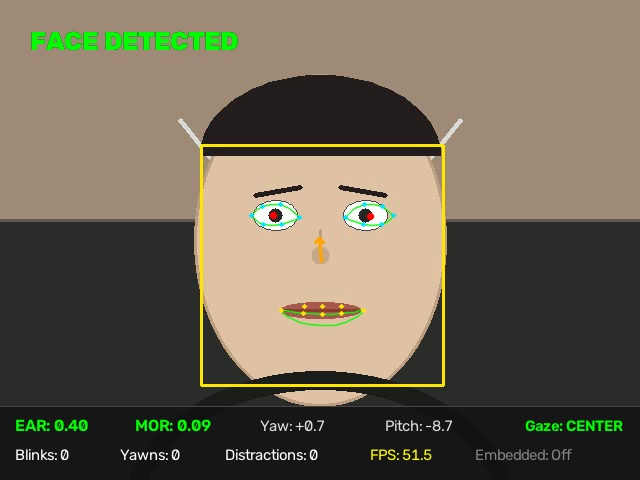 FACE DETECTED
EAR: 0.40 MOR: 0.09 Yaw: +0.7 Pitch: -8.7 Gaze: CENTER
Blinks: 0 Yawns: 0 Distractions: 0 FPS: 51.5 Embedded: Off